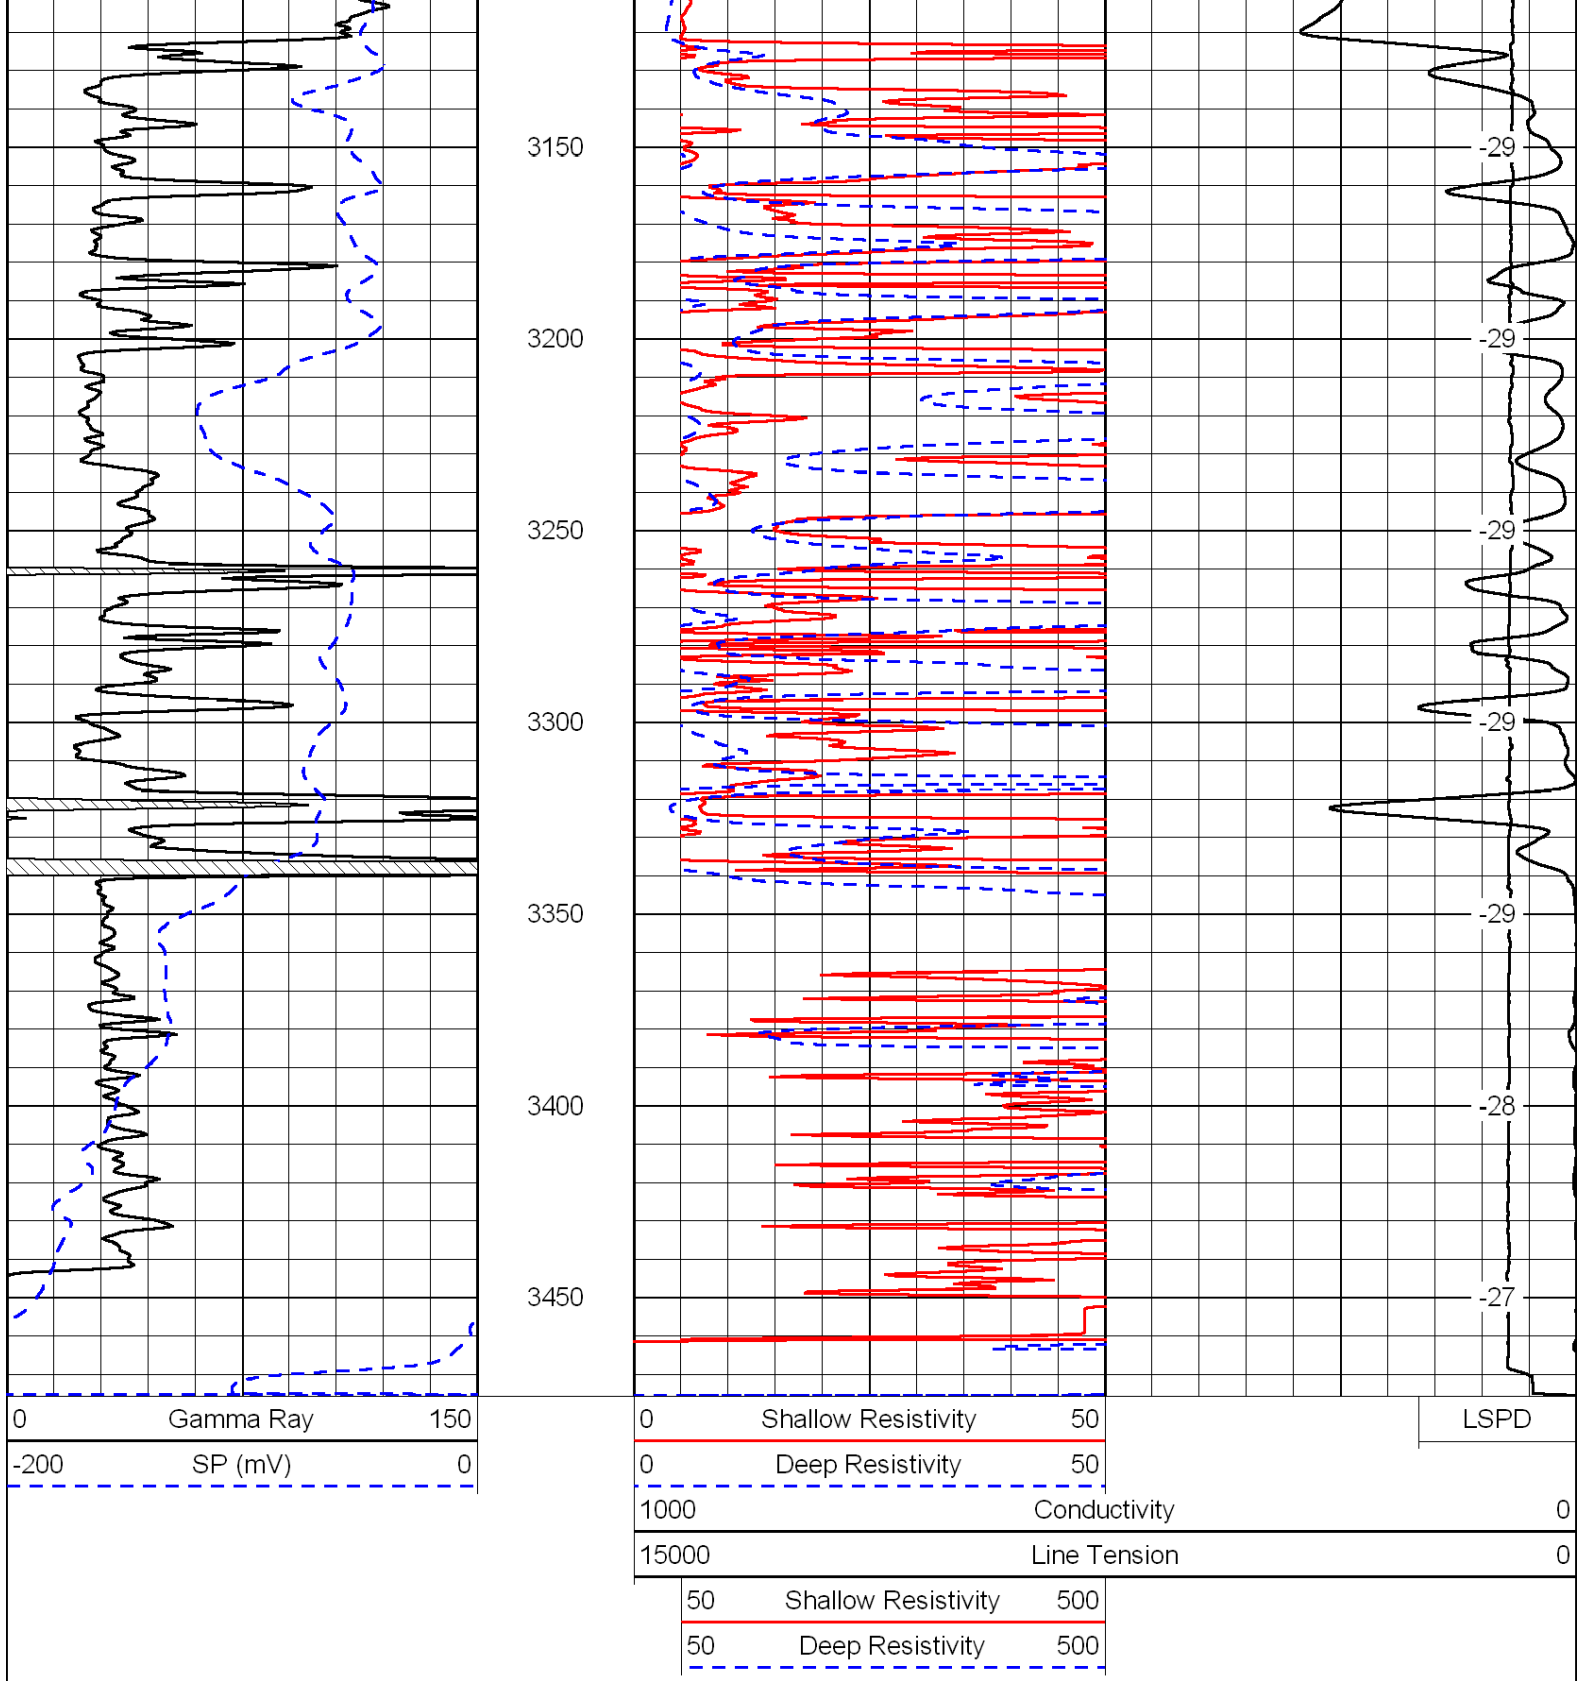 3150 -29
3200 -29
3250 -29
3300 -29
3350 -29
3400 -28
3450 -27
0 Gamma Ray 150
-200 SP (mV) 0
0 Shallow Resistivity 50
0 Deep Resistivity 50
1000 Conductivity 0
15000 Line Tension 0
50 Shallow Resistivity 500
50 Deep Resistivity 500
LSPD